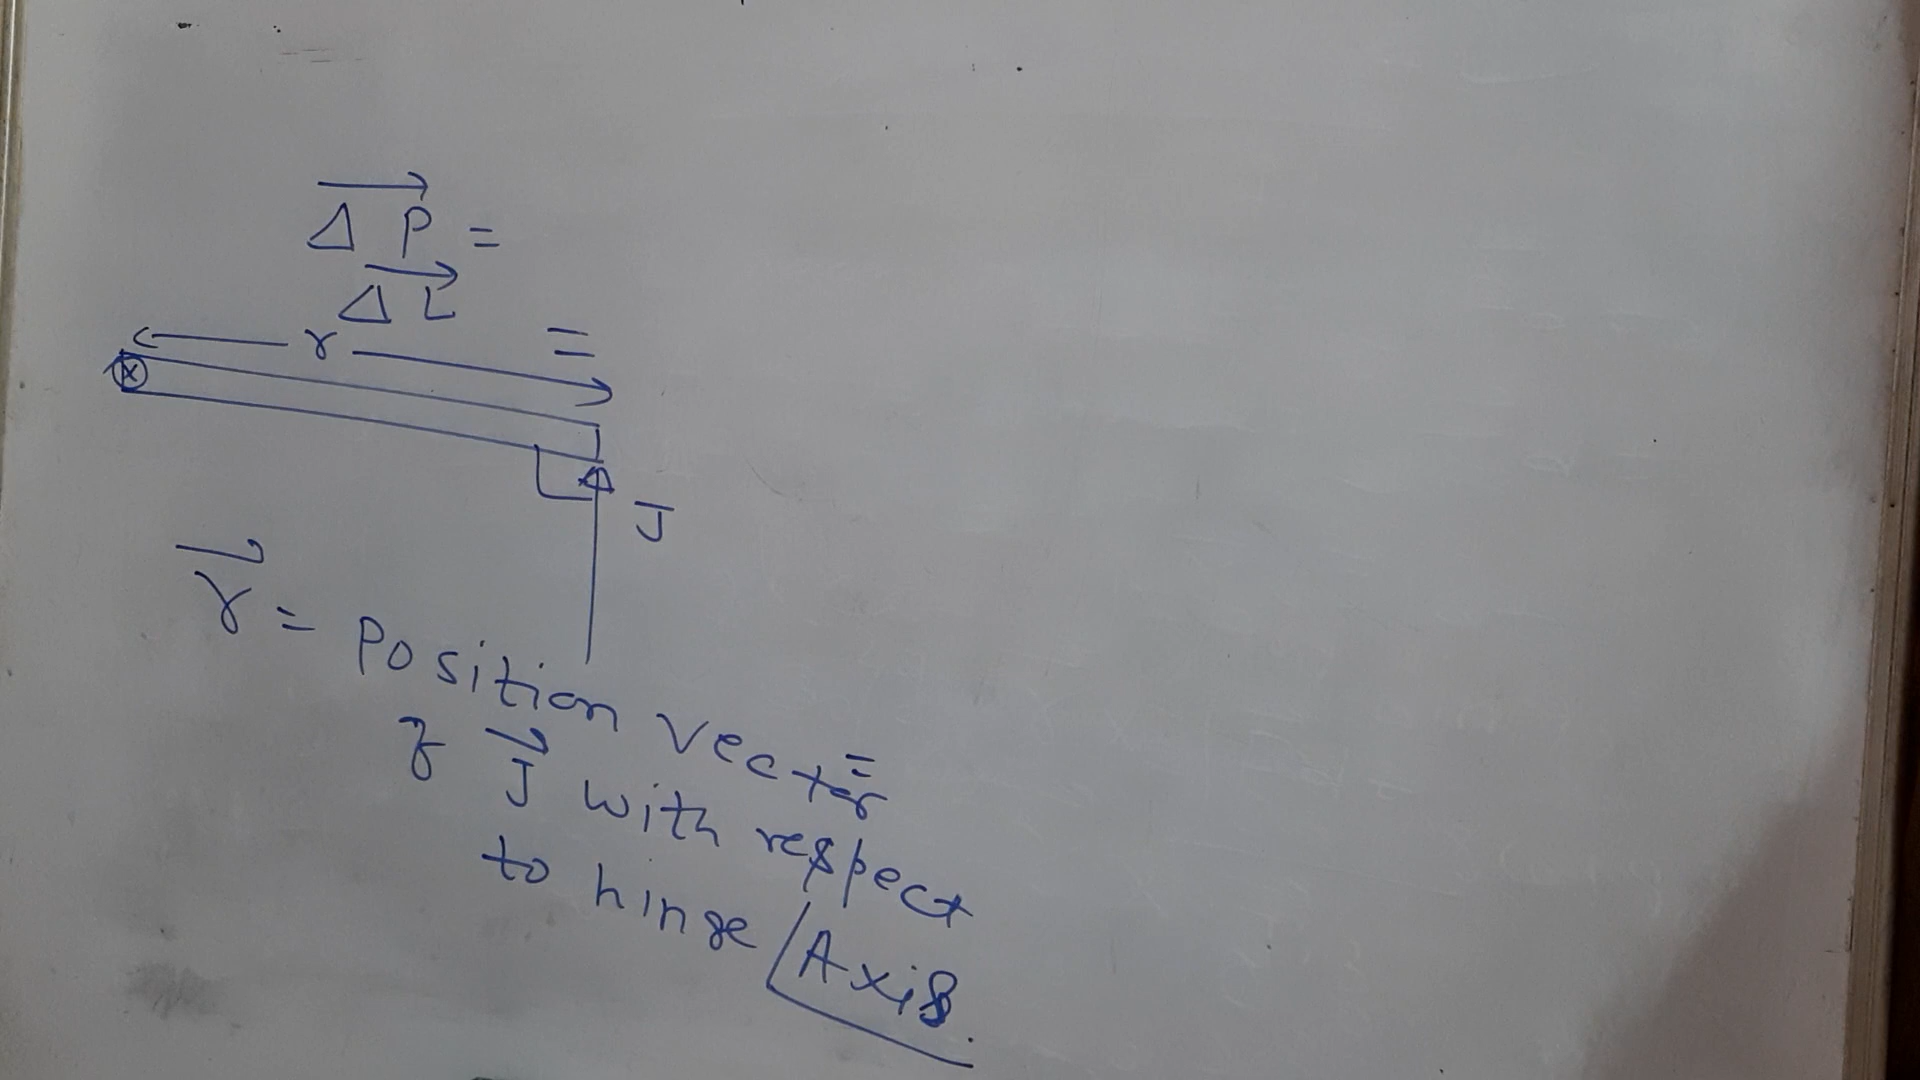 ΔP⃗ =
ΔL⃗ =
r
J
r⃗ = Position vector
of J⃗ with respect
to hinge/Axis.